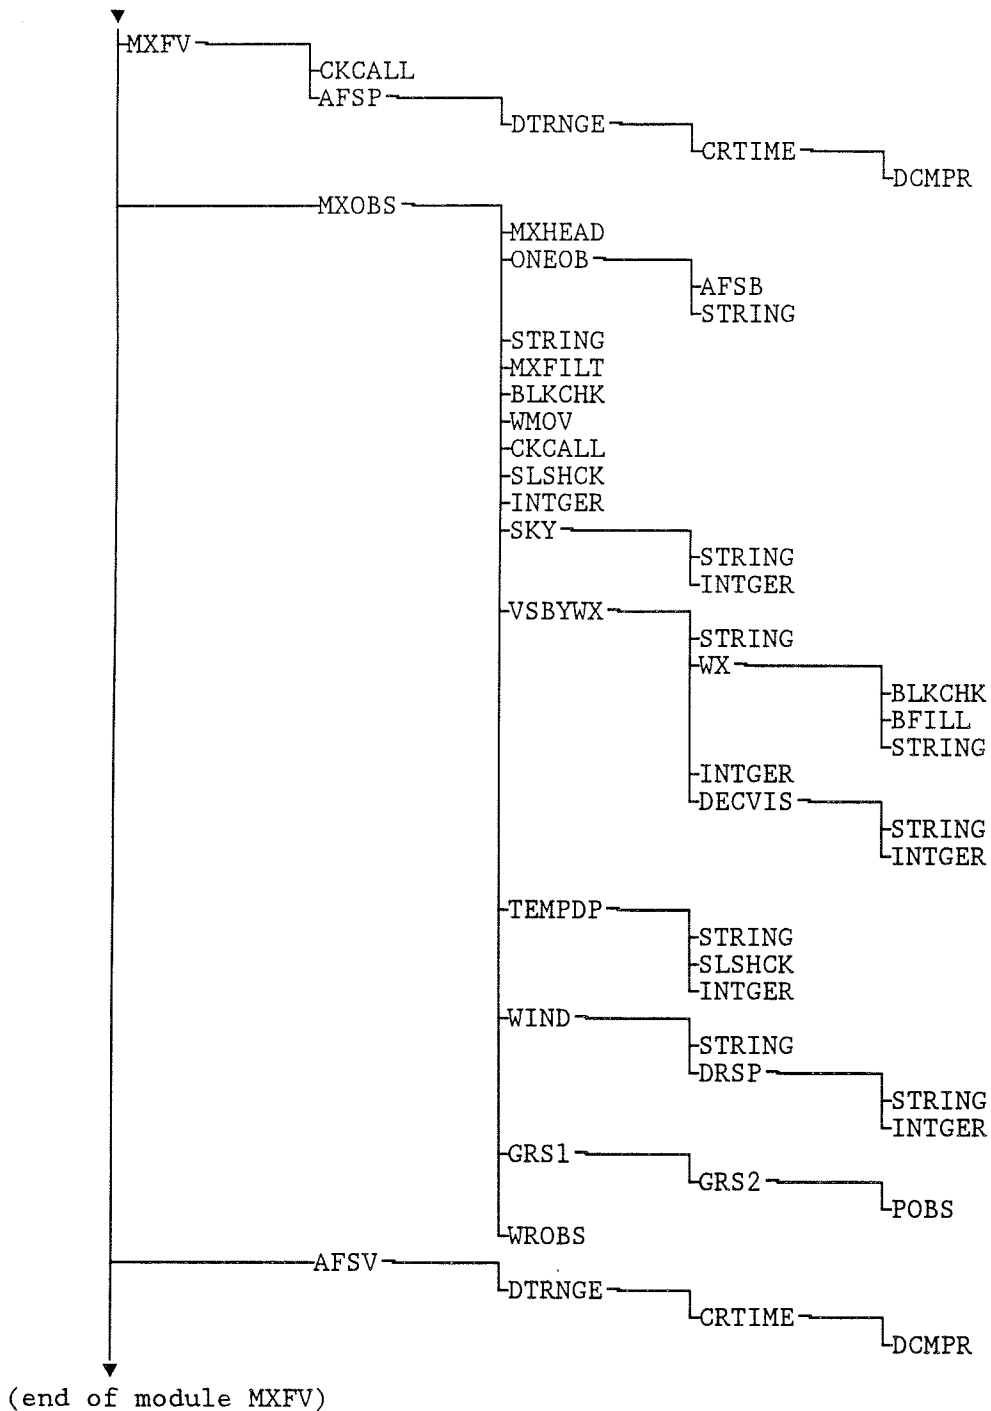 MXFV
CKCALL
AFSP
DTRNGE
CRTIME
DCMPR
MXOBS
MXHEAD
ONEOB
AFSB
STRING
STRING
MXFILT
BLKCHK
WMOV
CKCALL
SLSHCK
INTGER
SKY
STRING
INTGER
VSBYWX
STRING
WX
BLKCHK
BFILL
STRING
INTGER
DECVIS
STRING
INTGER
TEMPDP
STRING
SLSHCK
INTGER
WIND
STRING
DRSP
STRING
INTGER
GRS1
GRS2
POBS
WROBS
AFSV
DTRNGE
CRTIME
DCMPR
(end of module MXFV)